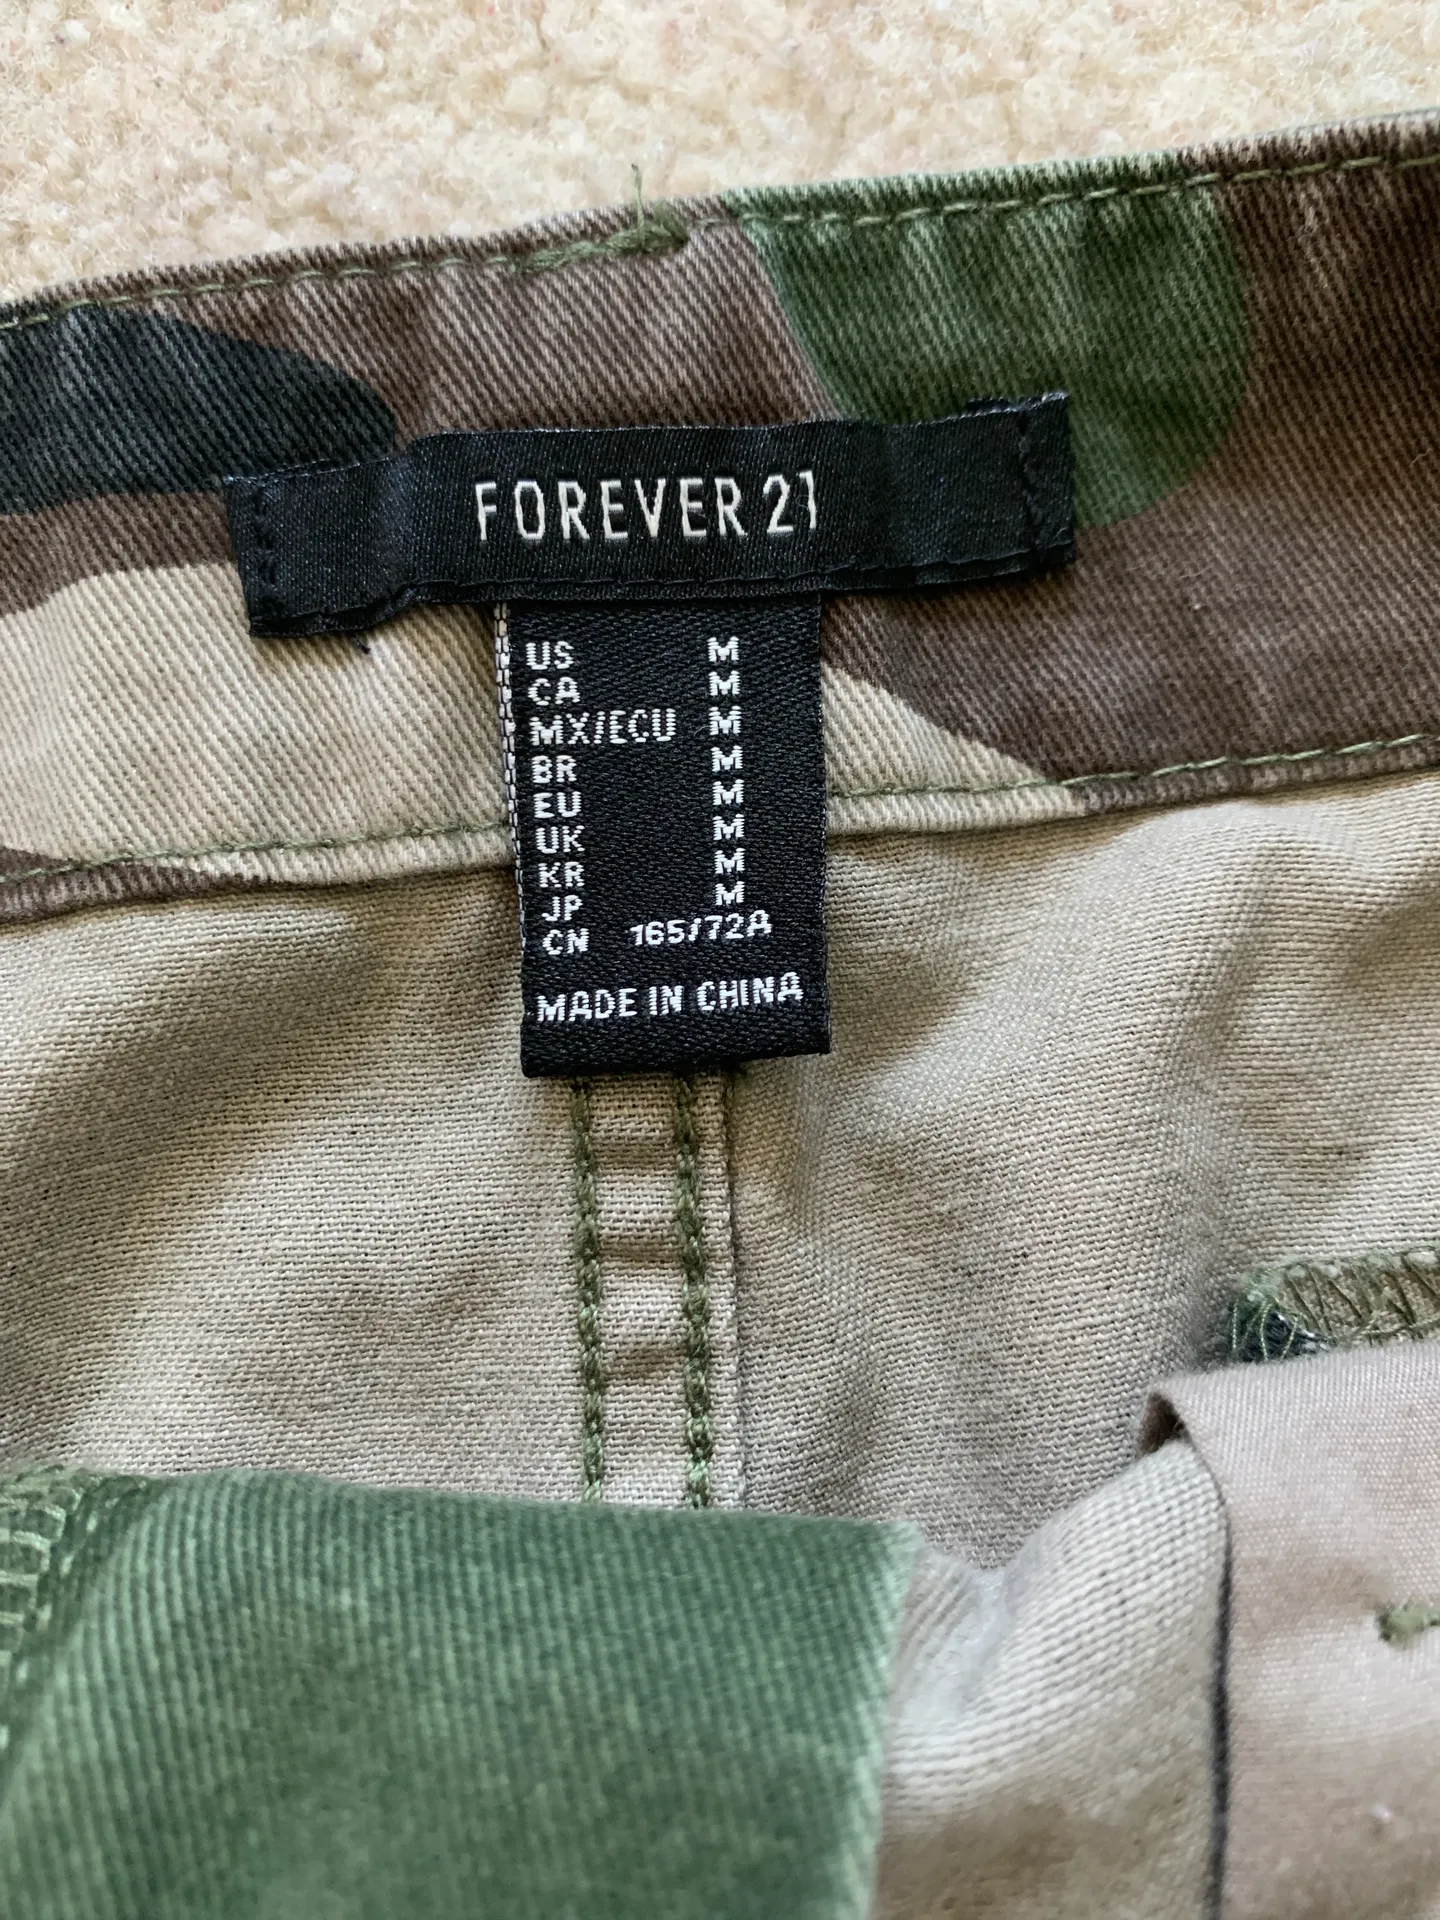 FOREVER 21
US M
CA M
MX/ECU M
BR M
EU M
UK M
KR M
JP M
CN 165/72A
MADE IN CHINA